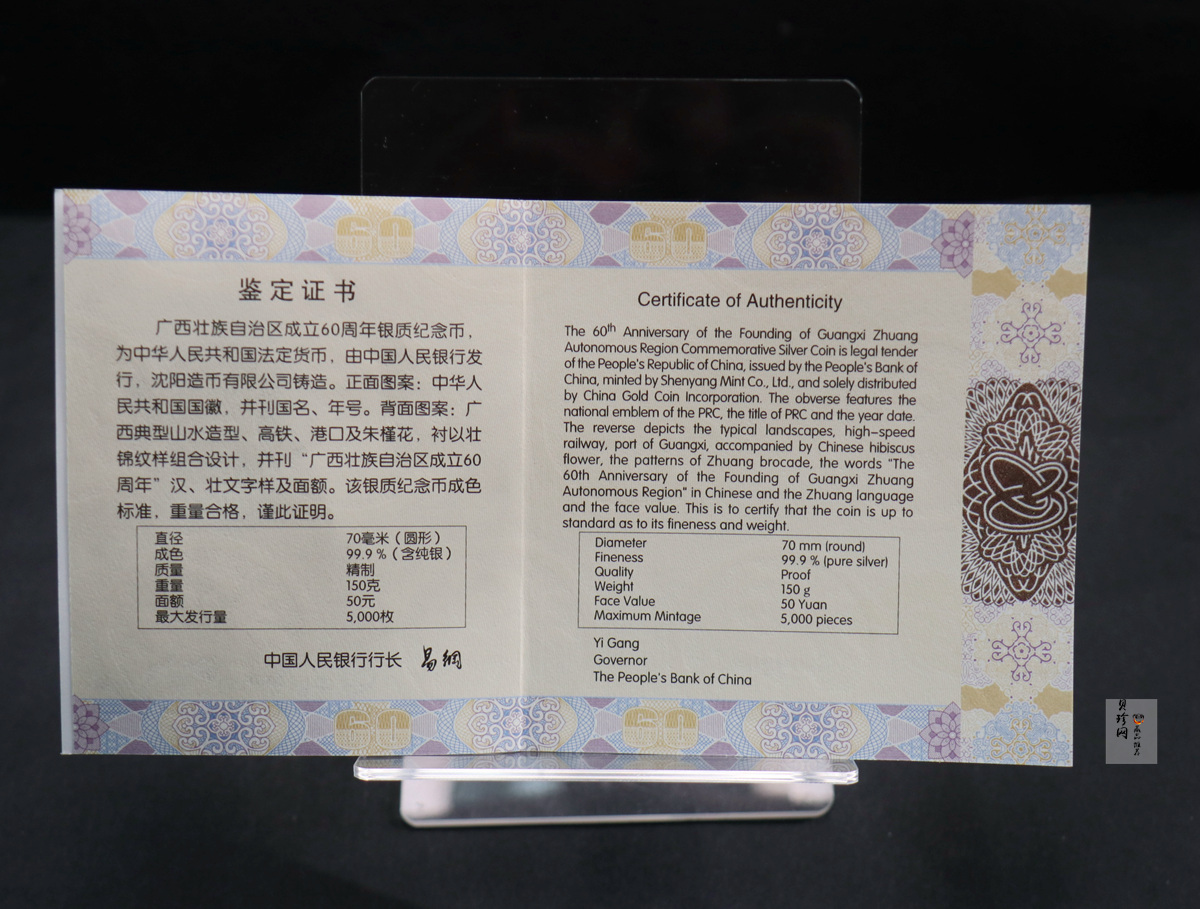 60
60
鉴定证书
广西壮族自治区成立60周年银质纪念币，
为中华人民共和国法定货币，由中国人民银行发
行，沈阳造币有限公司铸造。正面图案：中华人
民共和国国徽，并刊国名、年号。背面图案：广
西典型山水造型、高铁、港口及朱槿花，衬以壮
锦纹样组合设计，并刊“广西壮族自治区成立60
周年”汉、壮文字样及面额。该银质纪念币成色
标准，重量合格，谨此证明。
直径 70毫米（圆形）
成色 99.9％（含纯银）
质量 精制
重量 150克
面额 50元
最大发行量 5,000枚
中国人民银行行长 易纲
Certificate of Authenticity
The 60th Anniversary of the Founding of Guangxi Zhuang
Autonomous Region Commemorative Silver Coin is legal tender
of the People's Republic of China, issued by the People's Bank of
China, minted by Shenyang Mint Co., Ltd., and solely distributed
by China Gold Coin Incorporation. The obverse features the
national emblem of the PRC, the title of PRC and the year date.
The reverse depicts the typical landscapes, high-speed
railway, port of Guangxi, accompanied by Chinese hibiscus
flower, the patterns of Zhuang brocade, the words "The
60th Anniversary of the Founding of Guangxi Zhuang
Autonomous Region" in Chinese and the Zhuang language
and the face value. This is to certify that the coin is up to
standard as to its fineness and weight.
Diameter 70 mm (round)
Fineness 99.9 % (pure silver)
Quality Proof
Weight 150 g
Face Value 50 Yuan
Maximum Mintage 5,000 pieces
Yi Gang
Governor
The People's Bank of China
60
60
贝珍网